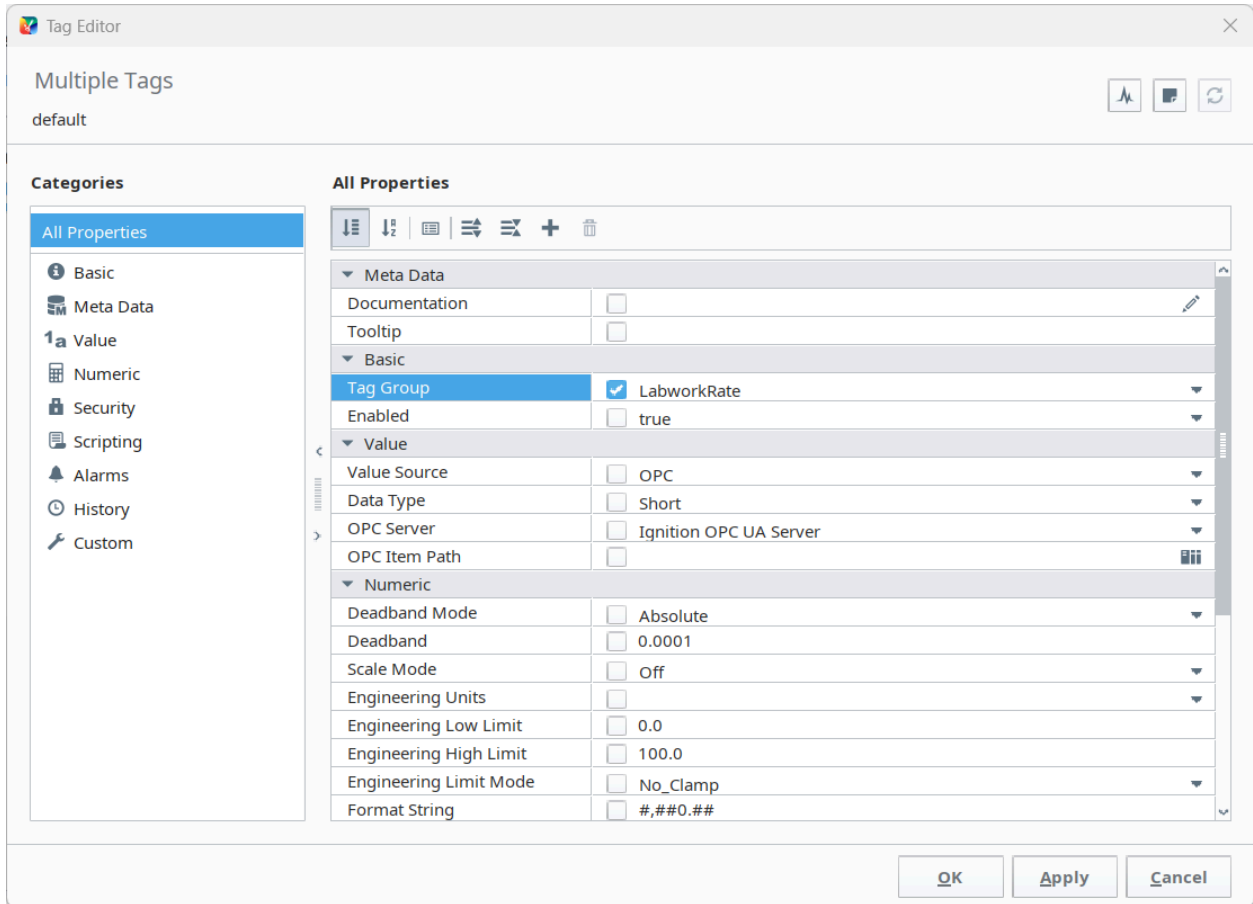 Tag Editor
Multiple Tags
default
Categories
All Properties
Basic
Meta Data
Value
Numeric
Security
Scripting
Alarms
History
Custom
All Properties
Meta Data
Documentation
Tooltip
Basic
Tag Group LabworkRate
Enabled true
Value
Value Source OPC
Data Type Short
OPC Server Ignition OPC UA Server
OPC Item Path
Numeric
Deadband Mode Absolute
Deadband 0.0001
Scale Mode Off
Engineering Units
Engineering Low Limit 0.0
Engineering High Limit 100.0
Engineering Limit Mode No_Clamp
Format String #,##0.##
OK Apply Cancel